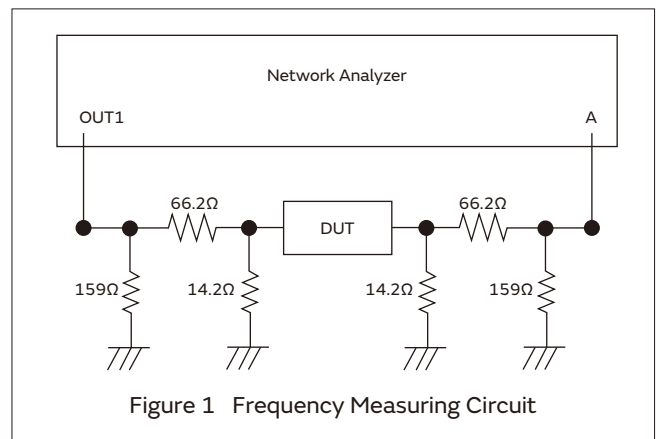 Network Analyzer
OUT1 A
66.2Ω 66.2Ω
DUT
159Ω 14.2Ω 14.2Ω 159Ω
Figure 1 Frequency Measuring Circuit